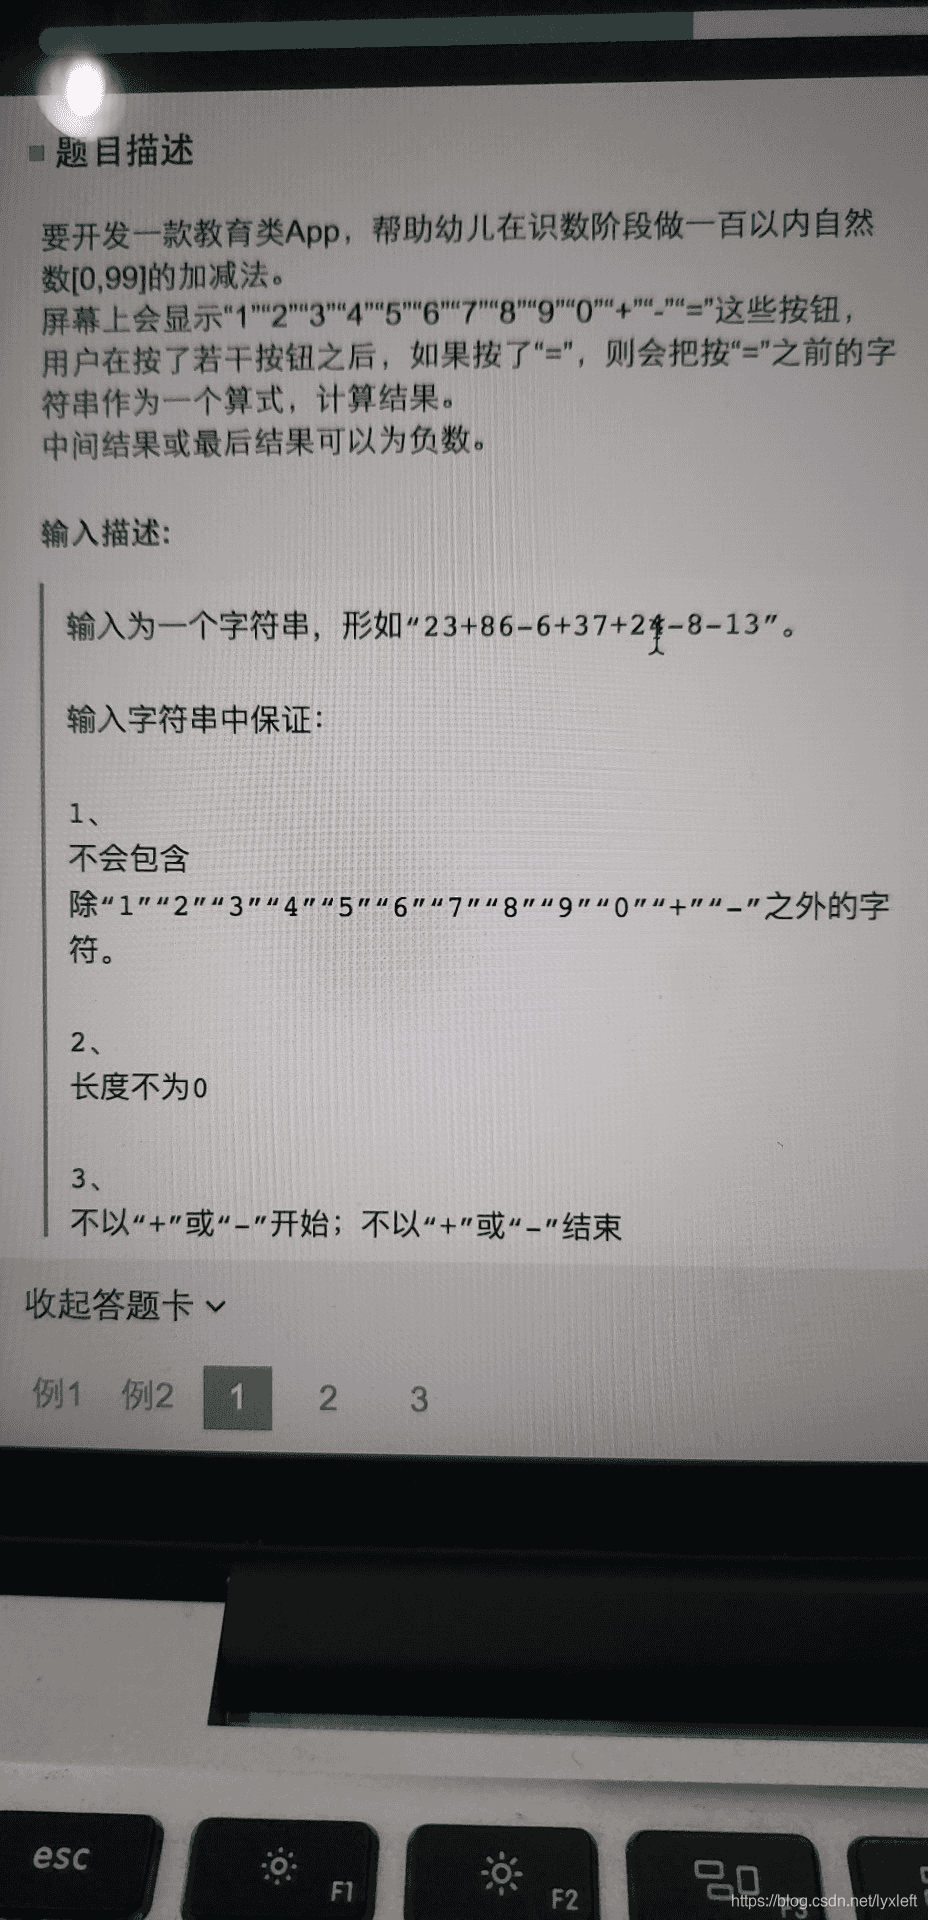 题目描述
要开发一款教育类App，帮助幼儿在识数阶段做一百以内自然
数[0,99]的加减法。
屏幕上会显示“1”“2”“3”“4”“5”“6”“7”“8”“9”“0”“+”“-”“=”这些按钮，
用户在按了若干按钮之后，如果按了“=”，则会把按“=”之前的字
符串作为一个算式，计算结果。
中间结果或最后结果可以为负数。
输入描述:
输入为一个字符串，形如“23+86-6+37+24-8-13”。
输入字符串中保证：
1、
不会包含
除“1”“2”“3”“4”“5”“6”“7”“8”“9”“0”“+”“-”之外的字
符。
2、
长度不为0
3、
不以“+”或“-”开始；不以“+”或“-”结束
收起答题卡
例1 例2 1 2 3
esc F1 F2 F3
https://blog.csdn.net/lyxleft